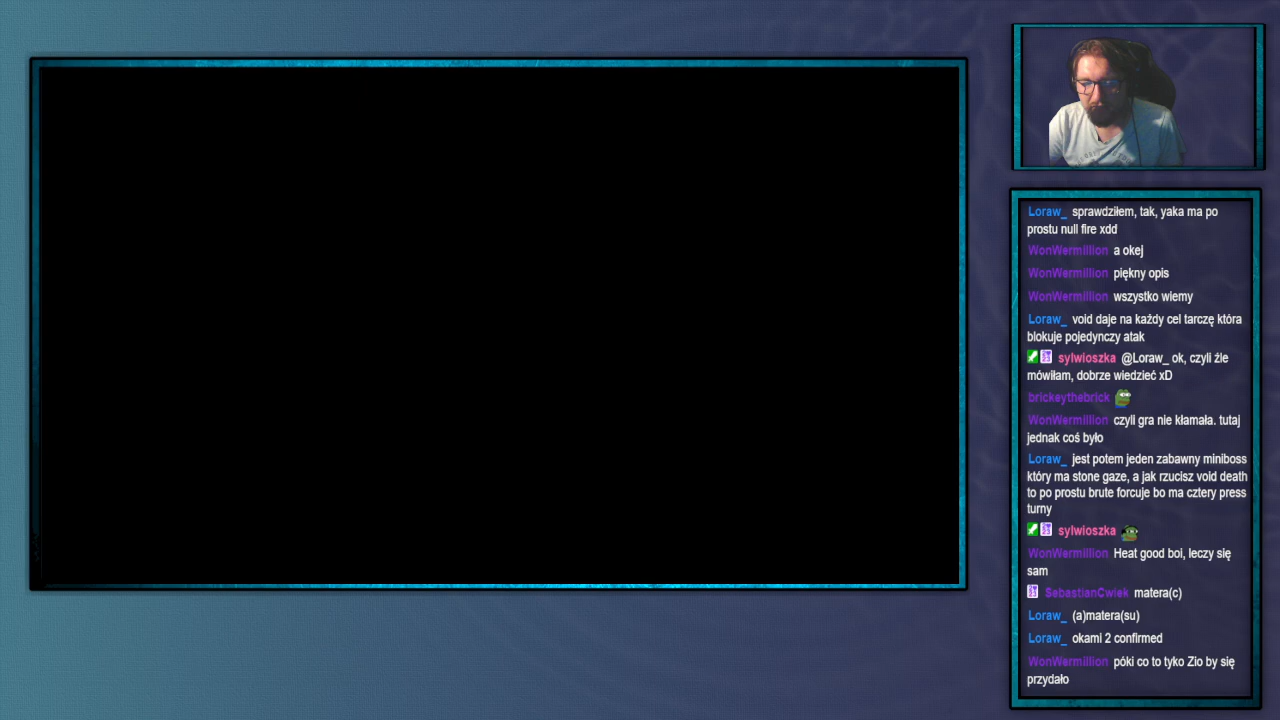 Loraw_ sprawdziłem, tak, yaka ma po
prostu null fire xdd
WonWermillion a okej
WonWermillion piękny opis
WonWermillion wszystko wiemy
Loraw_ void daje na każdy cel tarczę która
blokuje pojedynczy atak
sylwioszka @Loraw_ ok, czyli źle
mówiłam, dobrze wiedzieć xD
brickeythebrick
WonWermillion czyli gra nie kłamała. tutaj
jednak coś było
Loraw_ jest potem jeden zabawny miniboss
który ma stone gaze, a jak rzucisz void death
to po prostu brute forcuje bo ma cztery press
turny
sylwioszka
WonWermillion Heat good boi, leczy się
sam
SebastianCwiek matera(c)
Loraw_ (a)matera(su)
Loraw_ okami 2 confirmed
WonWermillion póki co to tyko Zio by się
przydało